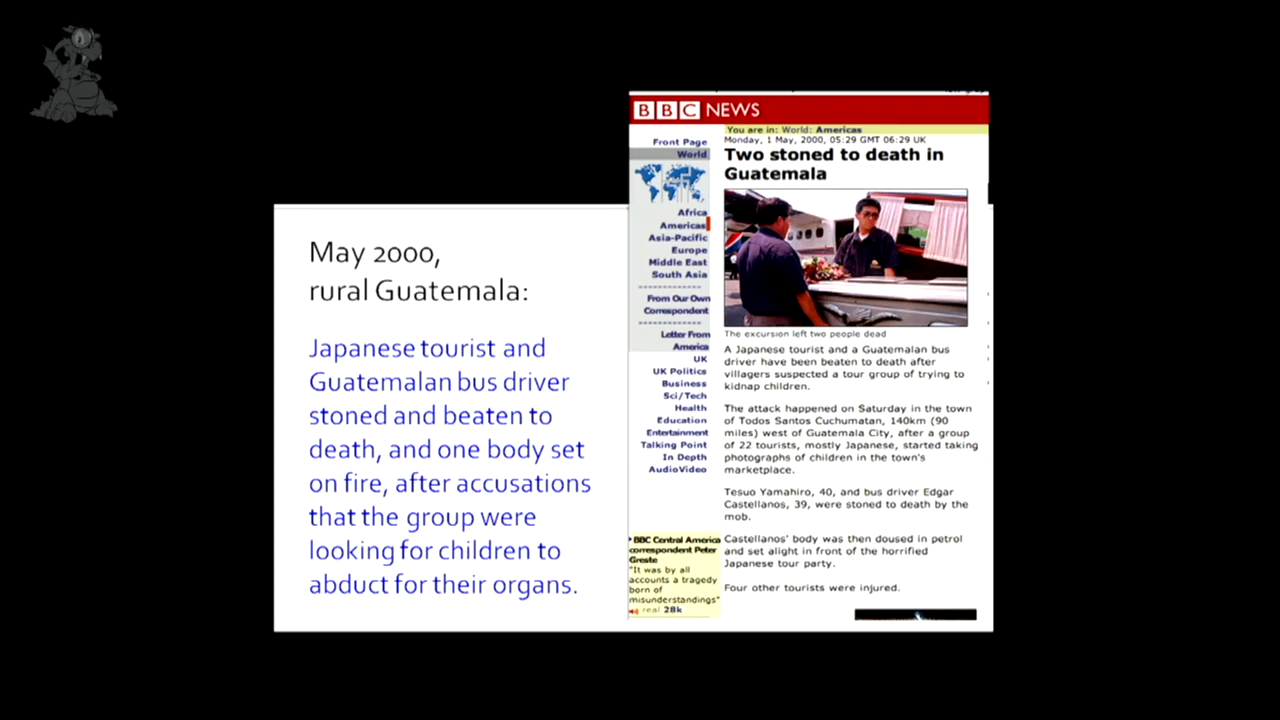 May 2000,
rural Guatemala:
Japanese tourist and
Guatemalan bus driver
stoned and beaten to
death, and one body set
on fire, after accusations
that the group were
looking for children to
abduct for their organs.
BBC NEWS
You are in: World: Americas
Monday, 1 May, 2000, 05:29 GMT 06:29 UK
Two stoned to death in
Guatemala
Front Page
World
Africa
Americas
Asia-Pacific
Europe
Middle East
South Asia
From Our Own
Correspondent
Letter From
America
UK
UK Politics
Business
Sci/Tech
Health
Education
Entertainment
Talking Point
In Depth
AudioVideo
The excursion left two people dead
A Japanese tourist and a Guatemalan bus
driver have been beaten to death after
villagers suspected a tour group of trying to
kidnap children.
The attack happened on Saturday in the town
of Todos Santos Cuchumatan, 140km (90
miles) west of Guatemala City, after a group
of 22 tourists, mostly Japanese, started taking
photographs of children in the town's
marketplace.
Tesuo Yamahiro, 40, and bus driver Edgar
Castellanos, 39, were stoned to death by the
mob.
Castellanos' body was then doused in petrol
and set alight in front of the horrified
Japanese tour party.
Four other tourists were injured.
BBC Central America
correspondent Peter
Greste
"It was by all
accounts a tragedy
born of
misunderstandings"
real 28k